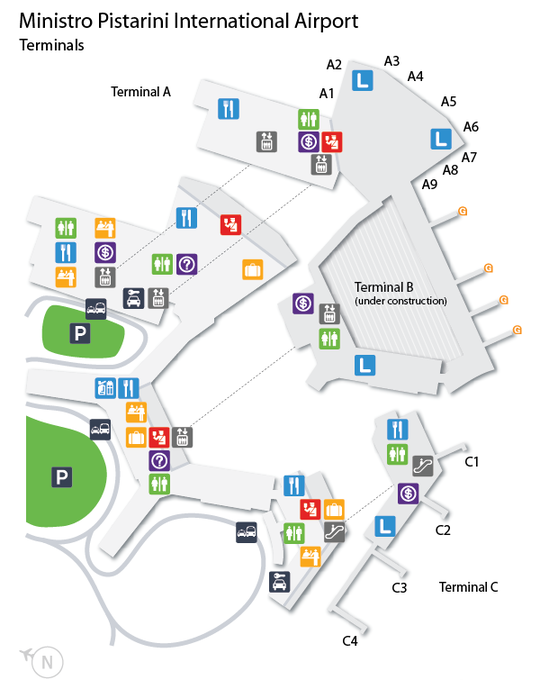 Ministro Pistarini International Airport
Terminals
Terminal A
A1
A2
A3
A4
A5
A6
A7
A8
A9
L
L
$
G
G
G
G
?
$
P
Terminal B
(under construction)
$
L
P
?
$
L
C1
C2
C3
C4
Terminal C
N